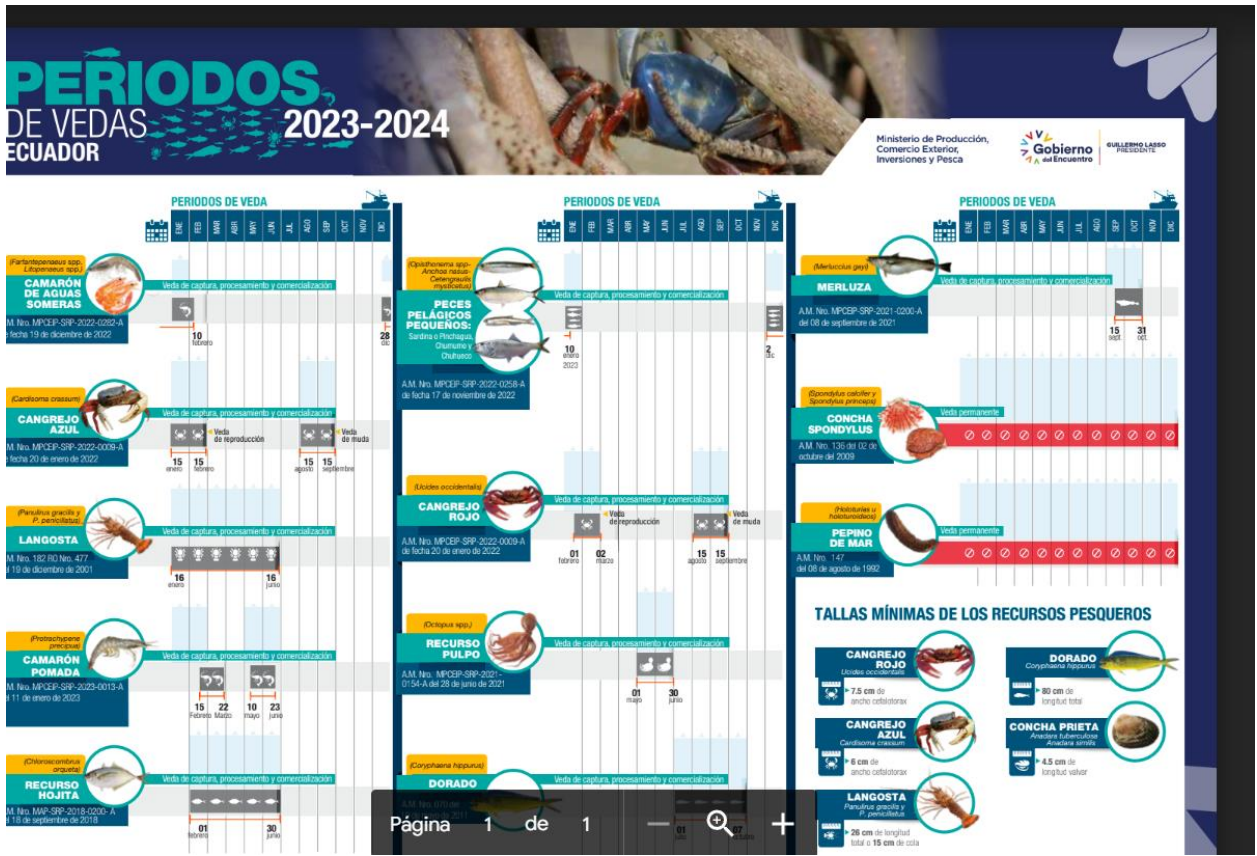 PERIODOS
DE VEDAS
ECUADOR
2023-2024
Ministerio de Producción,
Comercio Exterior,
Inversiones y Pesca
Gobierno
del Encuentro
GUILLERMO LASSO
PRESIDENTE
PERIODOS DE VEDA
ENE FEB MAR ABR MAY JUN JUL AGO SEP OCT NOV DIC
(Farfantepenaeus spp,
Litopenaeus spp.)
CAMARÓN
DE AGUAS
SOMERAS
Veda de captura, procesamiento y comercialización
M. Nro. MPCEIP-SRP-2022-0282-A
fecha 19 de diciembre de 2022
10
febrero
28
dic
(Cardisoma crassum)
CANGREJO
AZUL
Veda de captura, procesamiento y comercialización
M. Nro. MPCEIP-SRP-2022-0009-A
fecha 20 de enero de 2022
Veda
de reproducción
Veda
de muda
15 15 15 15
enero febrero agosto septiembre
(Panulirus gracilis y
P. penicillatus)
LANGOSTA
Veda de captura, procesamiento y comercialización
M. Nro. 182 RO Nro. 477
19 de diciembre de 2001
16 16
enero junio
(Protrachypene
precipua)
CAMARÓN
POMADA
Veda de captura, procesamiento y comercialización
M. Nro. MPCEIP-SRP-2023-0013-A
11 de enero de 2023
15 22 10 23
Febrero Marzo mayo junio
(Chloroscombrus
orqueta)
RECURSO
HOJITA
Veda de captura, procesamiento y comercialización
M. Nro. MAP-SRP-2018-0200- A
18 de septiembre de 2018
01 30
febrero junio
PERIODOS DE VEDA
ENE FEB MAR ABR MAY JUN JUL AGO SEP OCT NOV DIC
(Opisthonema spp-
Anchoa nasus-
Cetengraulis
mysticetus)
PECES
PELÁGICOS
PEQUEÑOS:
Sardina o Pinchagua,
Chumumo y
Chuhueco
Veda de captura, procesamiento y comercialización
A.M. Nro. MPCEIP-SRP-2022-0258-A
de fecha 17 de noviembre de 2022
10
enero
2023
2
dic
(Ucides occidentalis)
CANGREJO
ROJO
Veda de captura, procesamiento y comercialización
A.M. Nro. MPCEIP-SRP-2022-0009-A
de fecha 20 de enero de 2022
Veda
de reproducción
Veda
de muda
01 02 15 15
febrero marzo agosto septiembre
(Octopus spp.)
RECURSO
PULPO
Veda de captura, procesamiento y comercialización
A.M. Nro. MPCEIP-SRP-2021-
0154-A del 28 de junio de 2021
01 30
mayo junio
(Coryphaena hippurus)
DORADO
Veda de captura, procesamiento y comercialización
01 07
Página 1 de 1
PERIODOS DE VEDA
ENE FEB MAR ABR MAY JUN JUL AGO SEP OCT NOV DIC
(Merluccius gayi)
MERLUZA
Veda de captura, procesamiento y comercialización
A.M. Nro. MPCEIP-SRP-2021-0200-A
del 08 de septiembre de 2021
15 31
sept. oct.
(Spondylus calcifer y
Spondylus princeps)
CONCHA
SPONDYLUS
Veda permanente
A.M. Nro. 136 del 02 de
octubre del 2009
(Holoturias u
holoturoideos)
PEPINO
DE MAR
Veda permanente
A.M. Nro. 147
del 08 de agosto de 1992
TALLAS MÍNIMAS DE LOS RECURSOS PESQUEROS
CANGREJO
ROJO
Ucides occidentalis
7.5 cm de
ancho cefalotorax
CANGREJO
AZUL
Cardisoma crassum
6 cm de
ancho cefalotorax
LANGOSTA
Panulirus gracilis y
P. penicillatus
26 cm de longitud
total o 15 cm de cola
DORADO
Coryphaena hippurus
80 cm de
longitud total
CONCHA PRIETA
Anadara tuberculosa
Anadara similis
4.5 cm de
longitud valvar